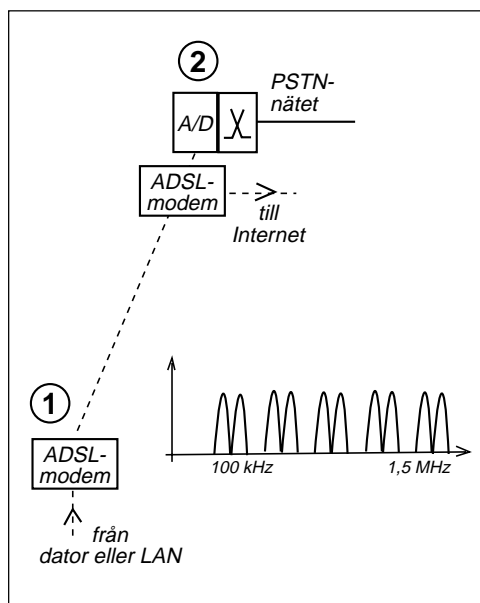 2
PSTN-
nätet
A/D
ADSL-
modem
till
Internet
1
ADSL-
modem
100 kHz
1,5 MHz
från
dator eller LAN